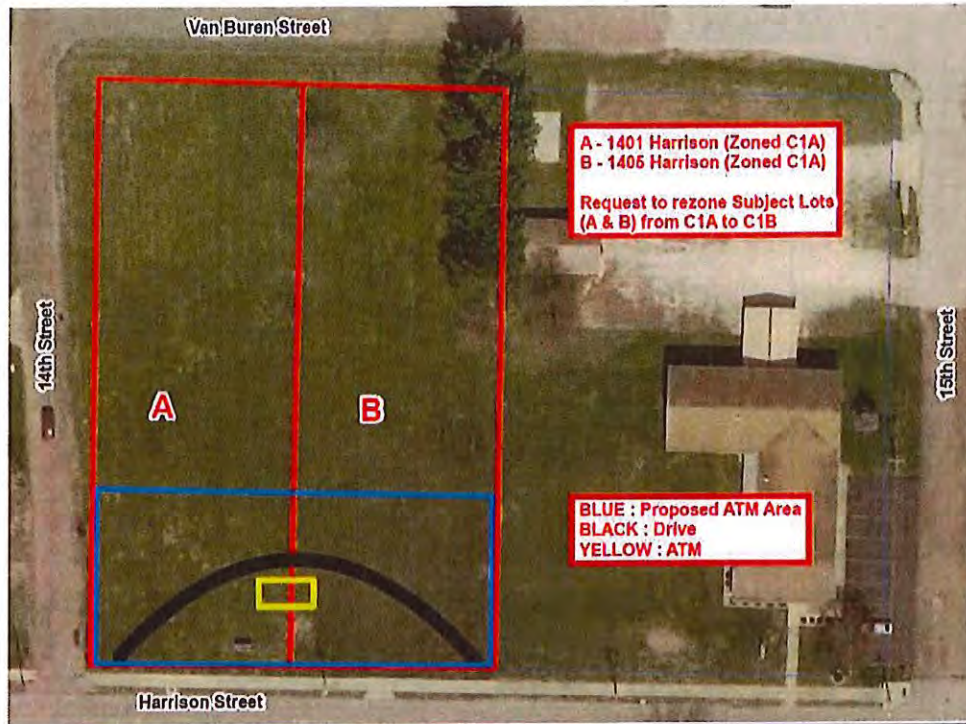 Van Buren Street
A - 1401 Harrison (Zoned C1A)
B - 1405 Harrison (Zoned C1A)
Request to rezone Subject Lots
(A & B) from C1A to C1B
14th Street
15th Street
A
B
BLUE : Proposed ATM Area
BLACK : Drive
YELLOW : ATM
Harrison Street